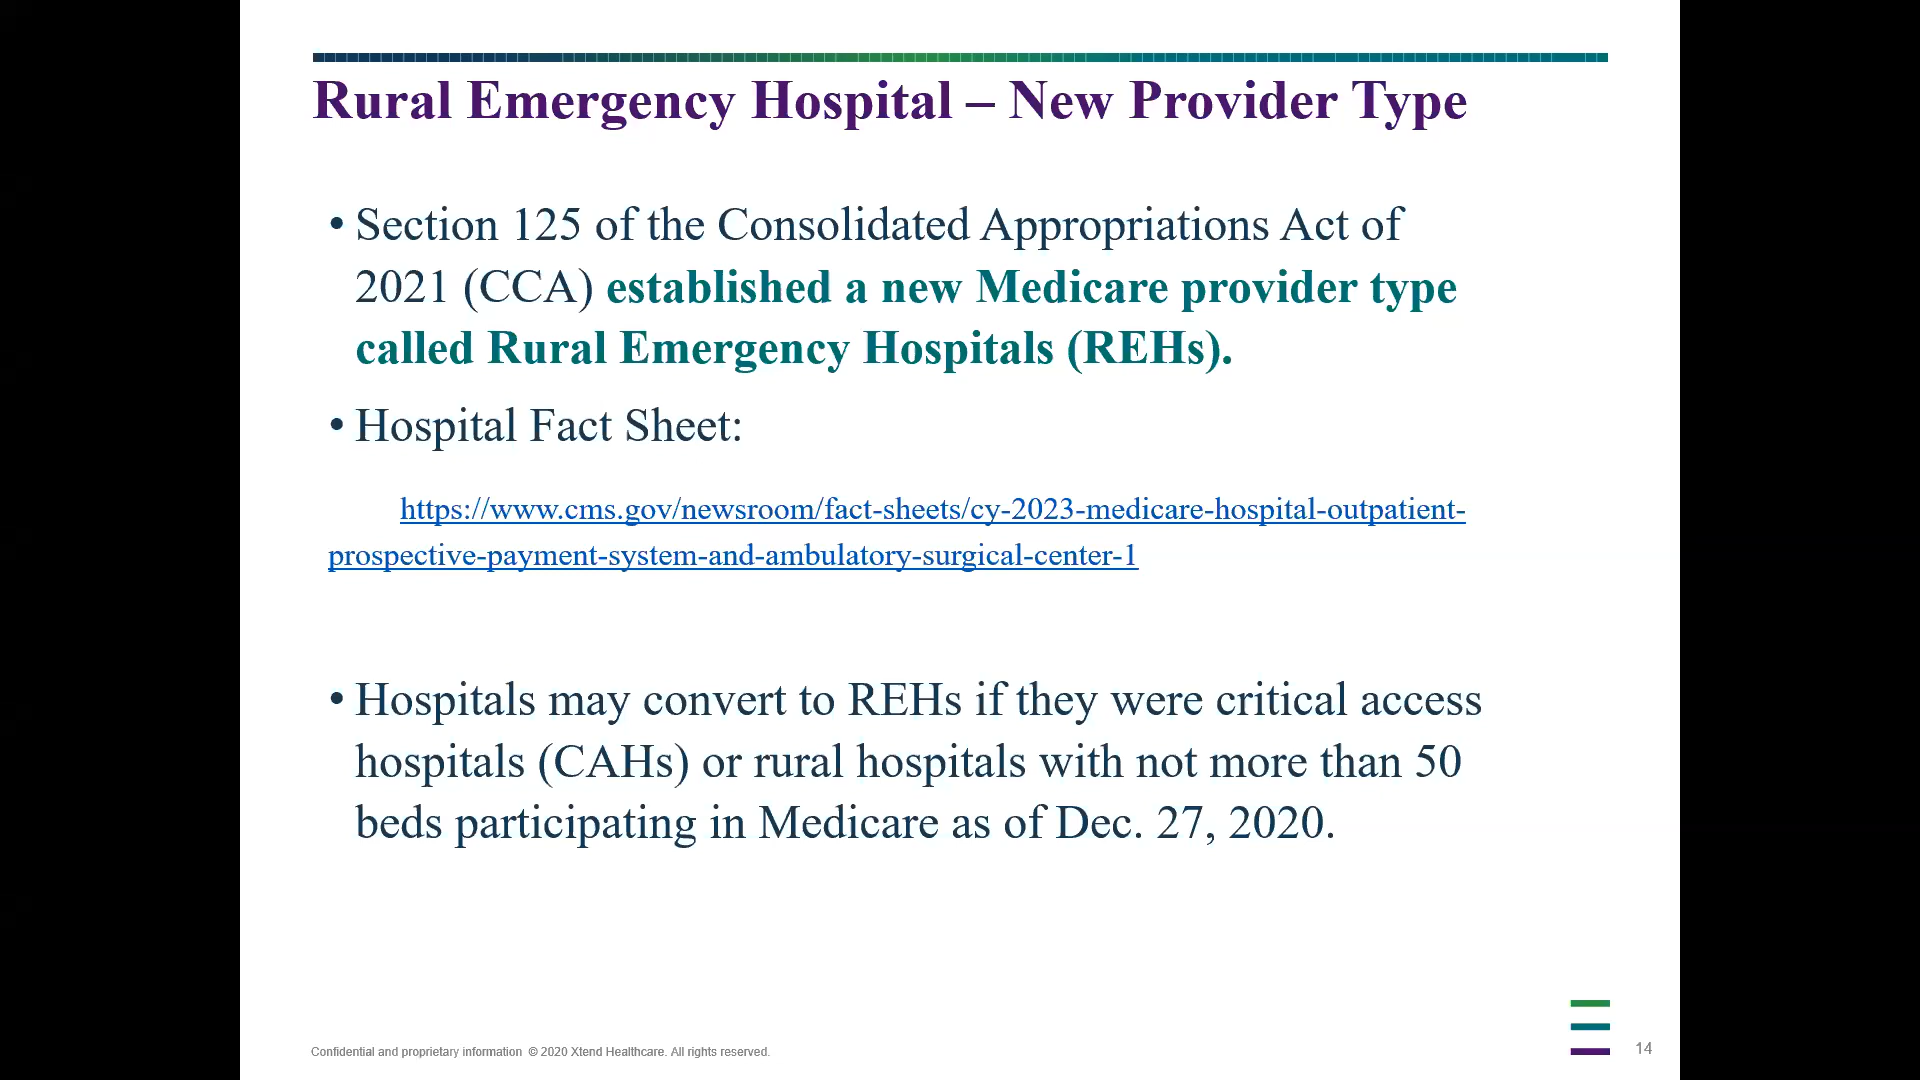 Rural Emergency Hospital – New Provider Type
• Section 125 of the Consolidated Appropriations Act of
2021 (CCA) established a new Medicare provider type
called Rural Emergency Hospitals (REHs).
• Hospital Fact Sheet:
https://www.cms.gov/newsroom/fact-sheets/cy-2023-medicare-hospital-outpatient-
prospective-payment-system-and-ambulatory-surgical-center-1
• Hospitals may convert to REHs if they were critical access
hospitals (CAHs) or rural hospitals with not more than 50
beds participating in Medicare as of Dec. 27, 2020.
Confidential and proprietary information © 2020 Xtend Healthcare. All rights reserved.
14